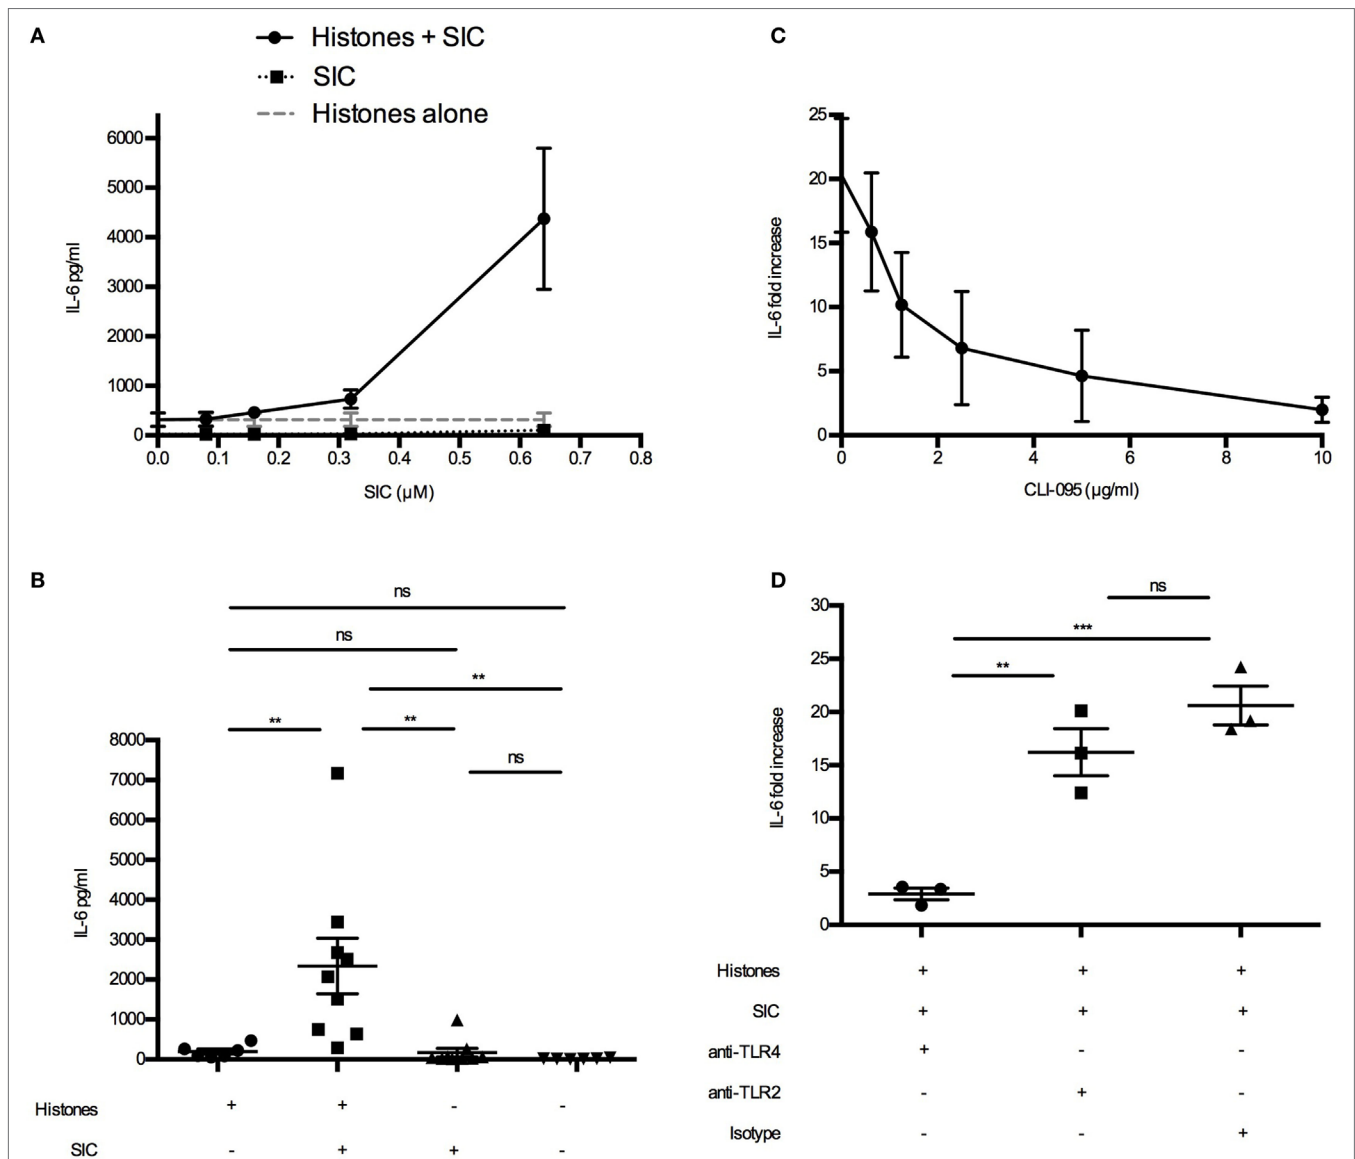 A
Histones + SIC
SIC
Histones alone
IL-6 pg/ml
6000
5000
4000
3000
2000
1000
0
0.0 0.1 0.2 0.3 0.4 0.5 0.6 0.7 0.8
SIC (µM)
C
IL-6 fold increase
25
20
15
10
5
0
0 2 4 6 8 10
CLI-095 (µg/ml)
B
ns
ns
**
** **
ns
IL-6 pg/ml
8000
7000
6000
5000
4000
3000
2000
1000
0
Histones + + - -
SIC - + + -
D
ns
***
**
IL-6 fold increase
30
25
20
15
10
5
0
Histones + + +
SIC + + +
anti-TLR4 + - -
anti-TLR2 - + -
Isotype - - +